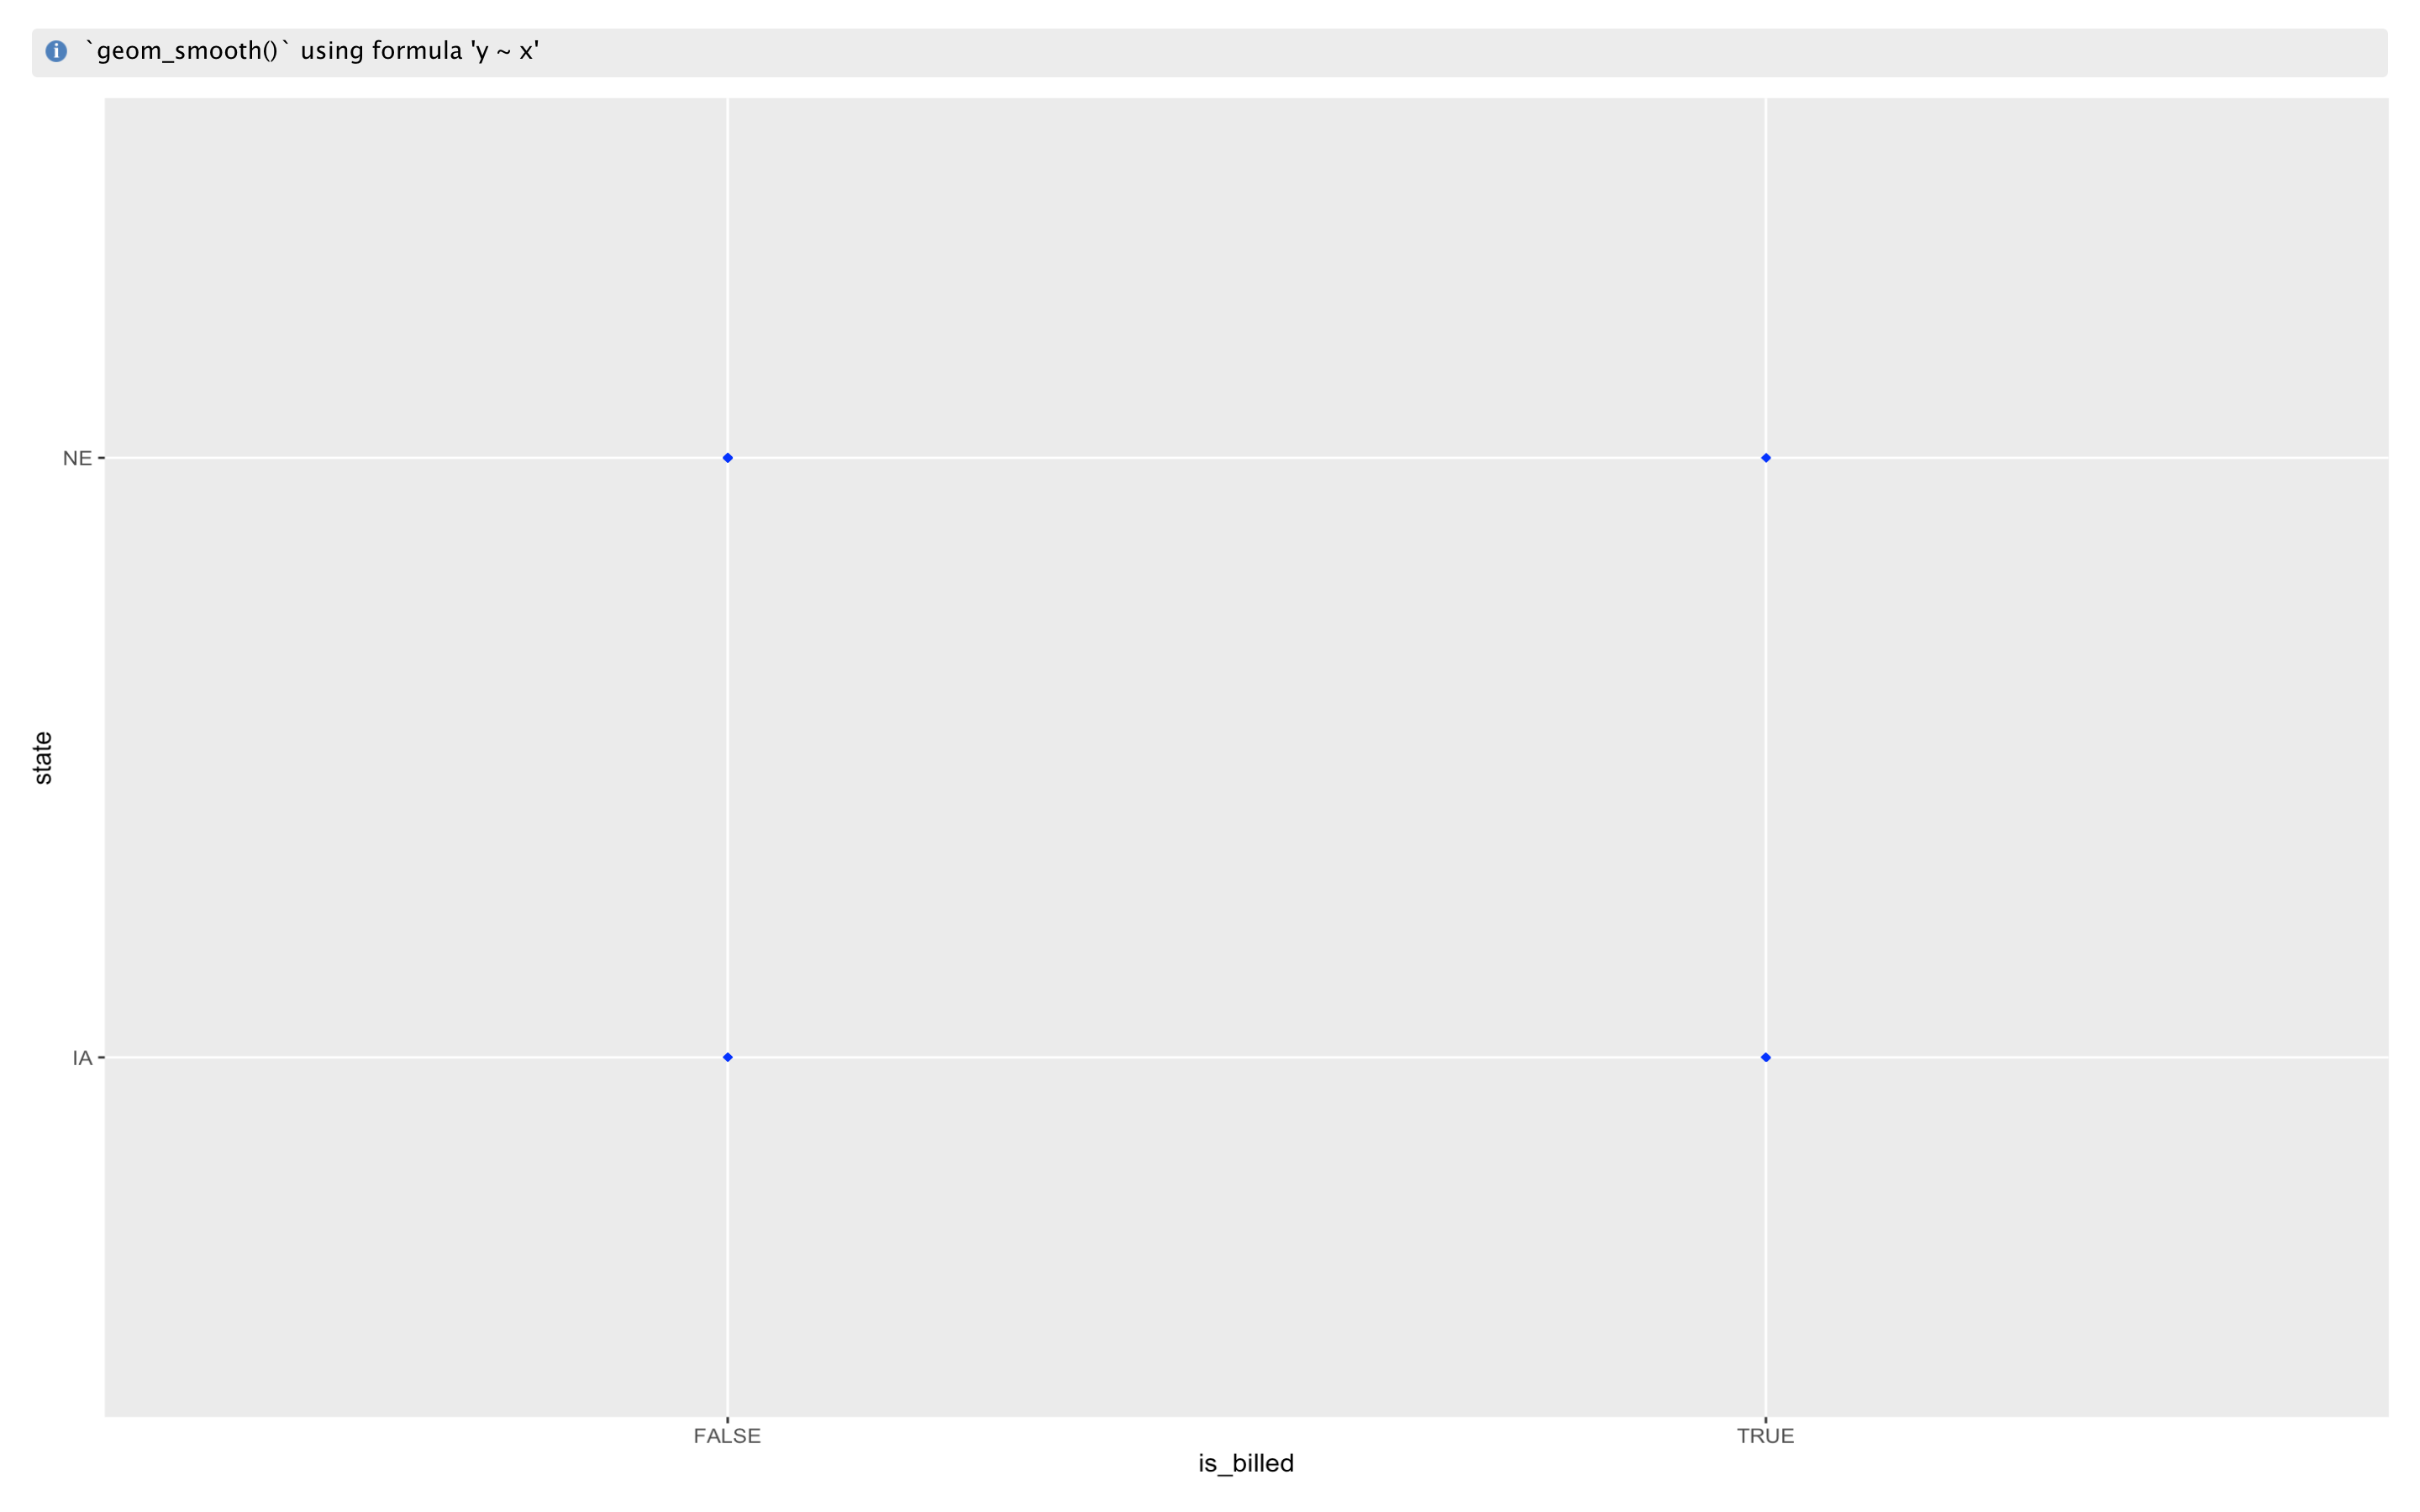 `geom_smooth()` using formula 'y ~ x'
NE
state
IA
FALSE
TRUE
is_billed